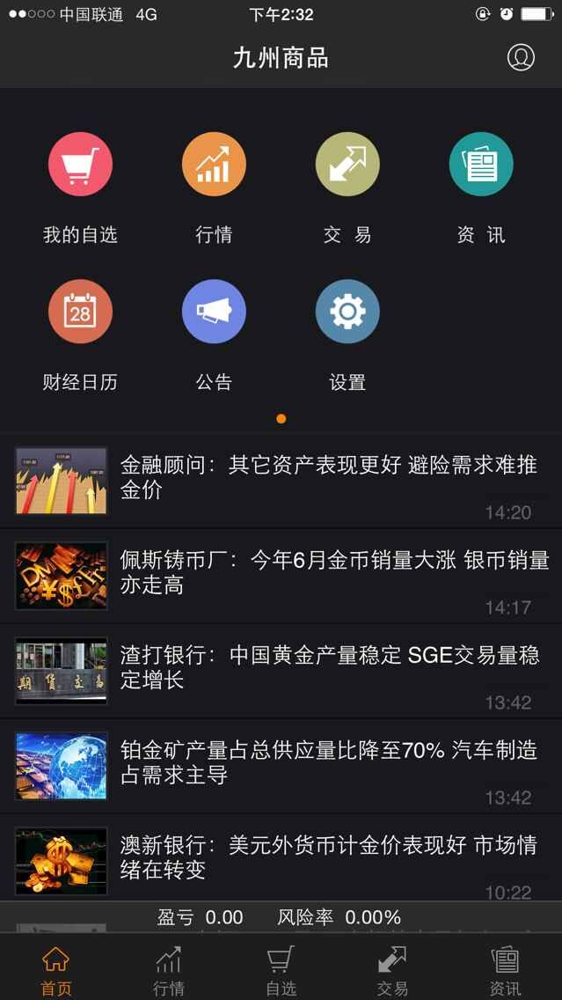 中国联通 4G 下午2:32
九州商品
我的自选 行情 交 易 资 讯
28
财经日历 公告 设置
金融顾问：其它资产表现更好 避险需求难推
金价
14:20
佩斯铸币厂：今年6月金币销量大涨 银币销量
亦走高
14:17
渣打银行：中国黄金产量稳定 SGE交易量稳
定增长
13:42
期货交易
铂金矿产量占总供应量比降至70% 汽车制造
占需求主导
13:42
澳新银行：美元外货币计金价表现好 市场情
绪在转变
10:22
盈亏 0.00 风险率 0.00%
首页 行情 自选 交易 资讯